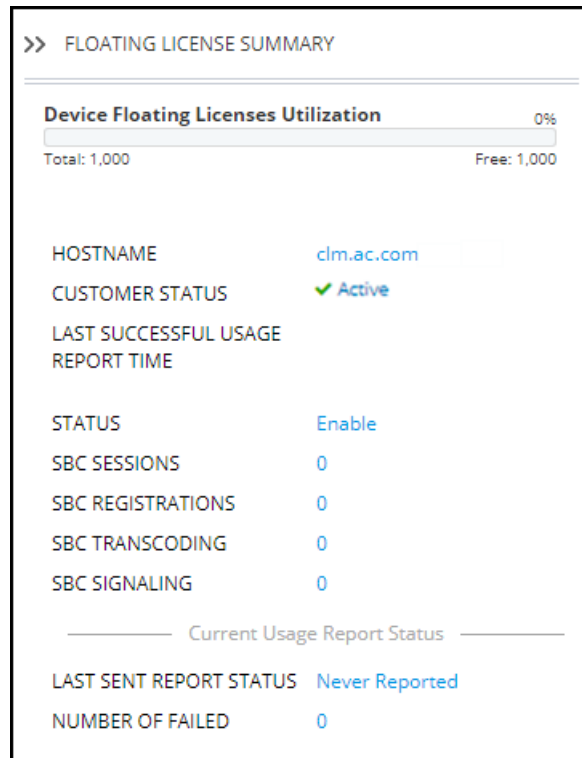 >> FLOATING LICENSE SUMMARY
Device Floating Licenses Utilization 0%
Total: 1,000 Free: 1,000
HOSTNAME clm.ac.com
CUSTOMER STATUS ✔ Active
LAST SUCCESSFUL USAGE
REPORT TIME
STATUS Enable
SBC SESSIONS 0
SBC REGISTRATIONS 0
SBC TRANSCODING 0
SBC SIGNALING 0
Current Usage Report Status
LAST SENT REPORT STATUS Never Reported
NUMBER OF FAILED 0